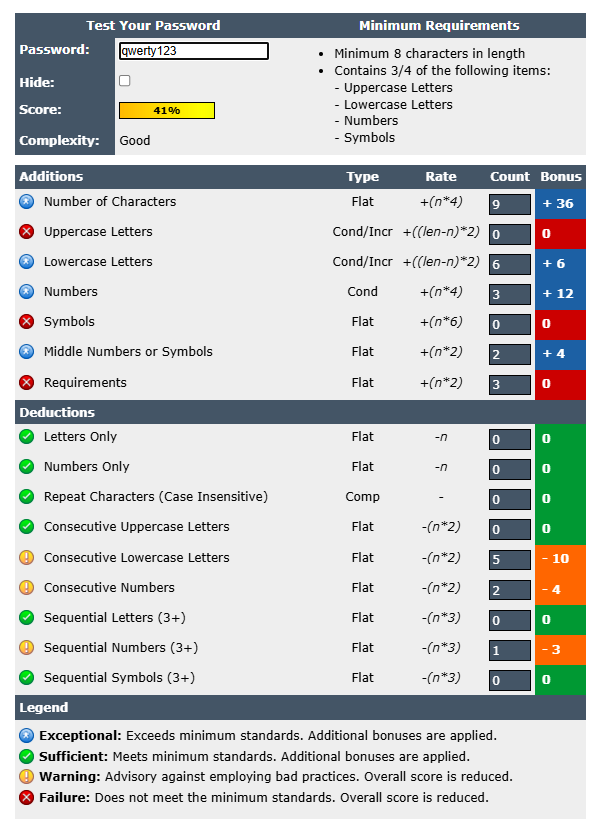 Test Your Password Minimum Requirements
Password: qwerty123
• Minimum 8 characters in length
• Contains 3/4 of the following items:
- Uppercase Letters
- Lowercase Letters
- Numbers
- Symbols
Hide:
Score: 41%
Complexity: Good
Additions Type Rate Count Bonus
Number of Characters Flat +(n*4) 9 + 36
Uppercase Letters Cond/Incr +((len-n)*2) 0 0
Lowercase Letters Cond/Incr +((len-n)*2) 6 + 6
Numbers Cond +(n*4) 3 + 12
Symbols Flat +(n*6) 0 0
Middle Numbers or Symbols Flat +(n*2) 2 + 4
Requirements Flat +(n*2) 3 0
Deductions
Letters Only Flat -n 0 0
Numbers Only Flat -n 0 0
Repeat Characters (Case Insensitive) Comp - 0 0
Consecutive Uppercase Letters Flat -(n*2) 0 0
Consecutive Lowercase Letters Flat -(n*2) 5 - 10
Consecutive Numbers Flat -(n*2) 2 - 4
Sequential Letters (3+) Flat -(n*3) 0 0
Sequential Numbers (3+) Flat -(n*3) 1 - 3
Sequential Symbols (3+) Flat -(n*3) 0 0
Legend
Exceptional: Exceeds minimum standards. Additional bonuses are applied.
Sufficient: Meets minimum standards. Additional bonuses are applied.
Warning: Advisory against employing bad practices. Overall score is reduced.
Failure: Does not meet the minimum standards. Overall score is reduced.